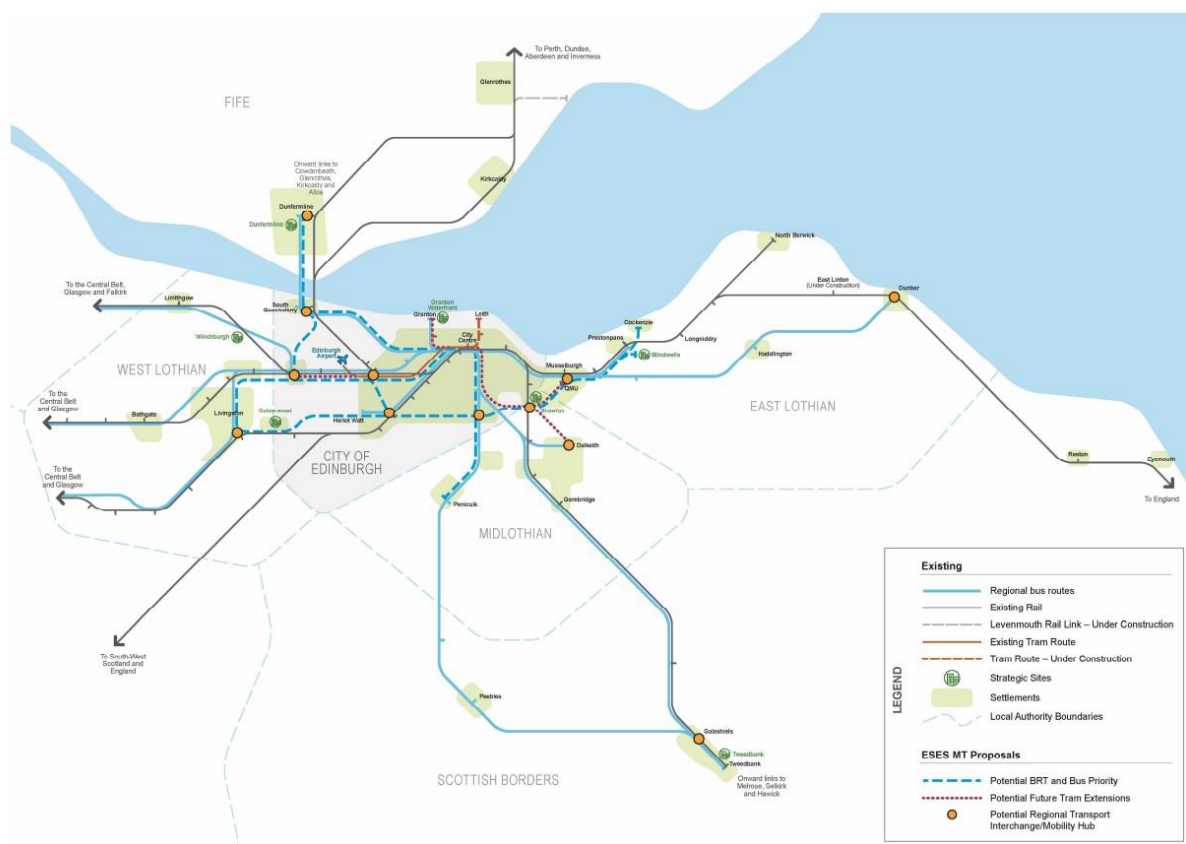 To Perth, Dundee,
Aberdeen and Inverness
Glenrothes
FIFE
Onward links to
Cowdenbeath,
Glenrothes,
Kirkcaldy and
Alloa
Kirkcaldy
Dunfermline
Dunfermline
North Berwick
To the Central Belt,
Glasgow and Falkirk
Linlithgow
South
Queensferry
East Linton
(Under Construction)
Dunbar
Granton
Waterfront
Granton
Leith
Cockenzie
Winchburgh
City
Centre
Prestonpans
Longniddry
Edinburgh
Airport
Blindwells
Haddington
WEST LOTHIAN
Musselburgh
QMU
EAST LOTHIAN
To the
Central Belt
and Glasgow
Bathgate
Livingston
Heriot Watt
Dalkeith
CITY OF
EDINBURGH
Reston
Eyemouth
To the
Central Belt
and Glasgow
Penicuik
Gorebridge
To England
MIDLOTHIAN
To South-West
Scotland and
England
Peebles
Galashiels
Tweedbank
Tweedbank
SCOTTISH BORDERS
Onward links to
Melrose, Selkirk
and Hawick
LEGEND
Existing
Regional bus routes
Existing Rail
Levenmouth Rail Link – Under Construction
Existing Tram Route
Tram Route – Under Construction
Strategic Sites
Settlements
Local Authority Boundaries
ESES MT Proposals
Potential BRT and Bus Priority
Potential Future Tram Extensions
Potential Regional Transport
Interchange/Mobility Hub